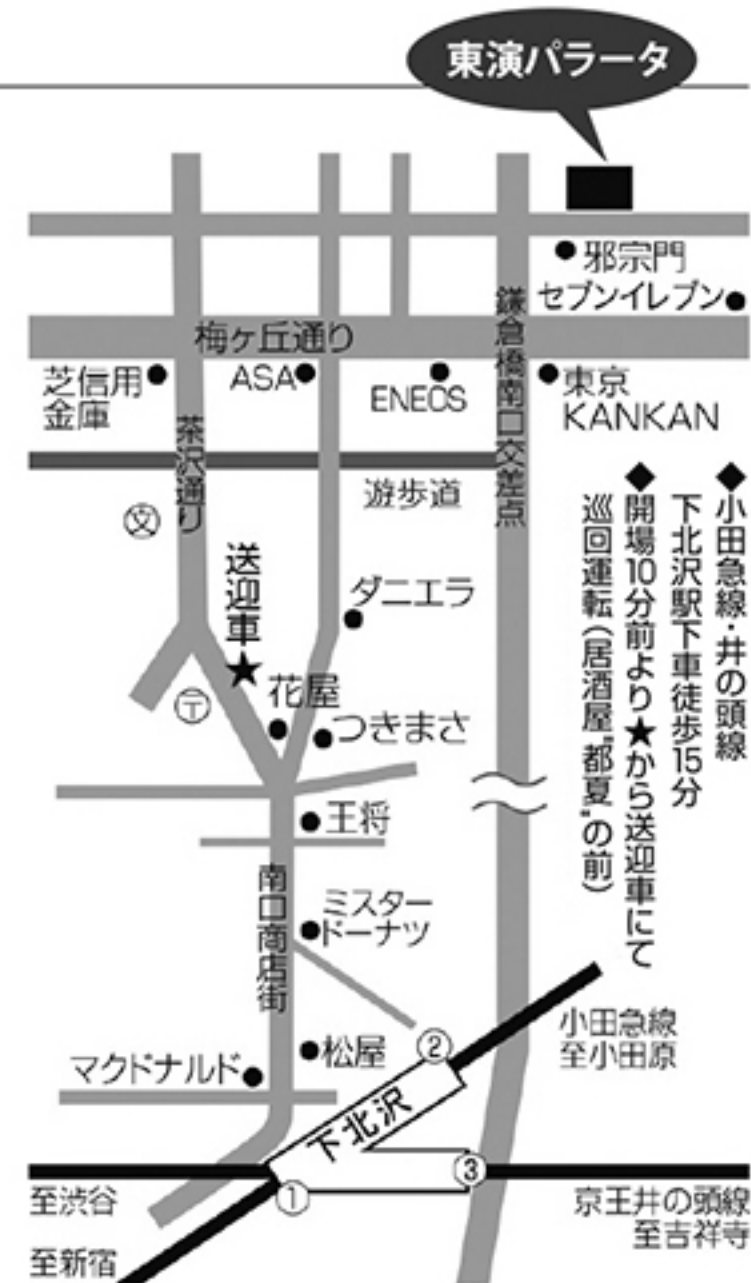 東演パラータ
邪宗門
セブンイレブン
鎌倉橋南口交差点
梅ヶ丘通り
芝信用
金庫
ASA
ENEOS
東京
KANKAN
茶沢通り
遊歩道
文
送迎車★
ダニエラ
〒
花屋
つきまさ
◆小田急線・井の頭線
下北沢駅下車徒歩15分
◆開場10分前より★から送迎車にて
巡回運転（居酒屋"都夏"の前）
王将
南口商店街
ミスター
ドーナツ
松屋
マクドナルド
②
小田急線
至小田原
下北沢
①
③
至渋谷
京王井の頭線
至吉祥寺
至新宿